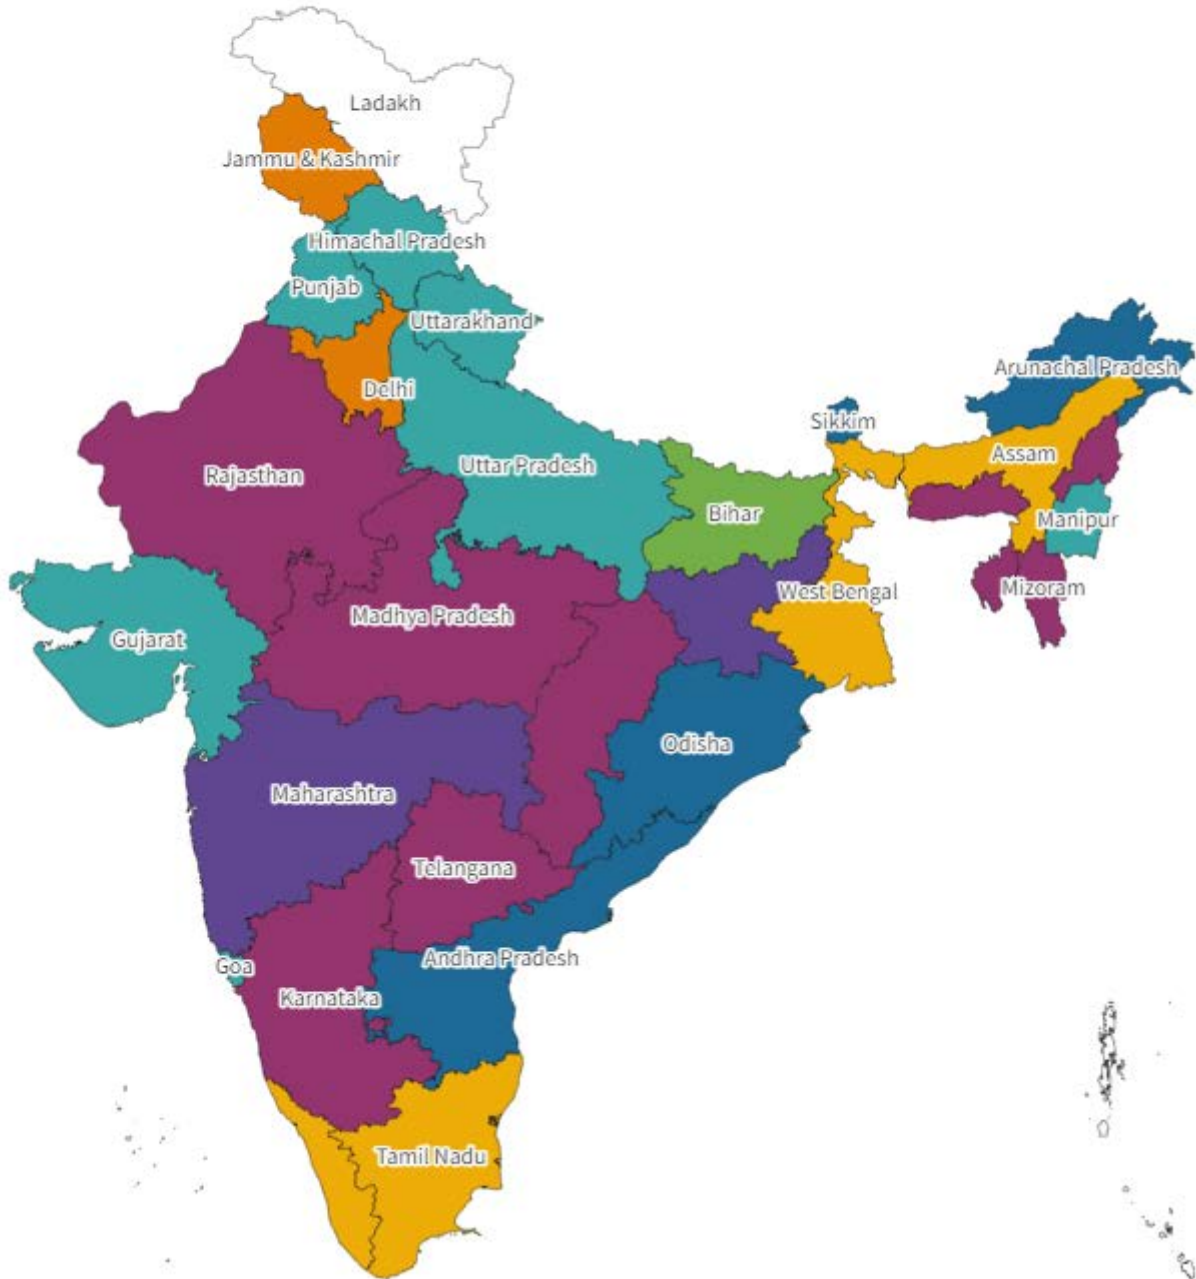 Ladakh
Jammu & Kashmir
Himachal Pradesh
Punjab
Uttarakhand
Arunachal Pradesh
Delhi
Sikkim
Assam
Uttar Pradesh
Rajasthan
Bihar
Manipur
Mizoram
West Bengal
Madhya Pradesh
Gujarat
Odisha
Maharashtra
Telangana
Andhra Pradesh
Goa
Karnataka
Tamil Nadu